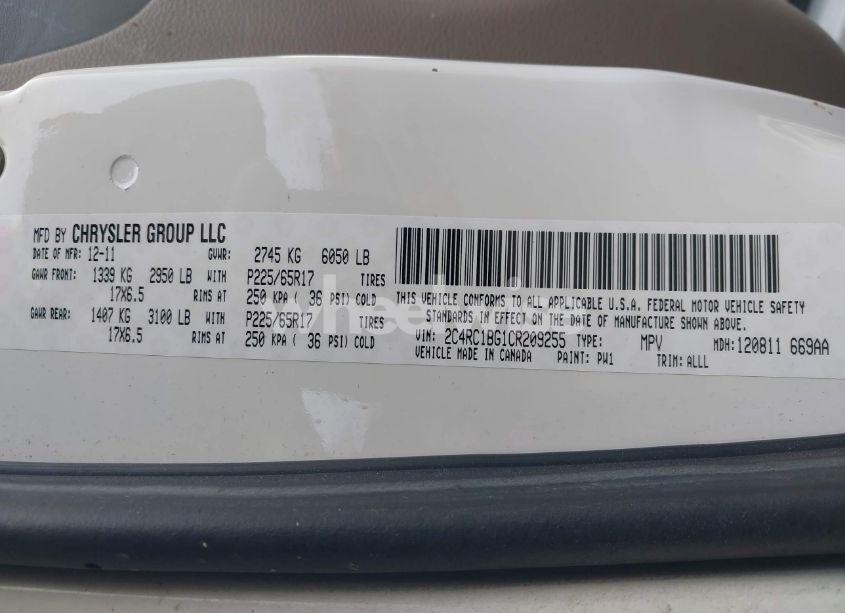 MFD BY CHRYSLER GROUP LLC
DATE OF MFR: 12-11 GVWR: 2745 KG 6050 LB
GAWR FRONT: 1339 KG 2950 LB WITH P225/65R17 TIRES
17X6.5 RIMS AT 250 KPA ( 36 PSI) COLD
GAWR REAR: 1407 KG 3100 LB WITH P225/65R17 TIRES
17X6.5 RIMS AT 250 KPA ( 36 PSI) COLD
THIS VEHICLE CONFORMS TO ALL APPLICABLE U.S.A. FEDERAL MOTOR VEHICLE SAFETY
STANDARDS IN EFFECT ON THE DATE OF MANUFACTURE SHOWN ABOVE.
VIN: 2C4RC1BG1CR209255 TYPE: MPV MDH: 120811 669AA
VEHICLE MADE IN CANADA PAINT: PW1 TRIM: ALLL